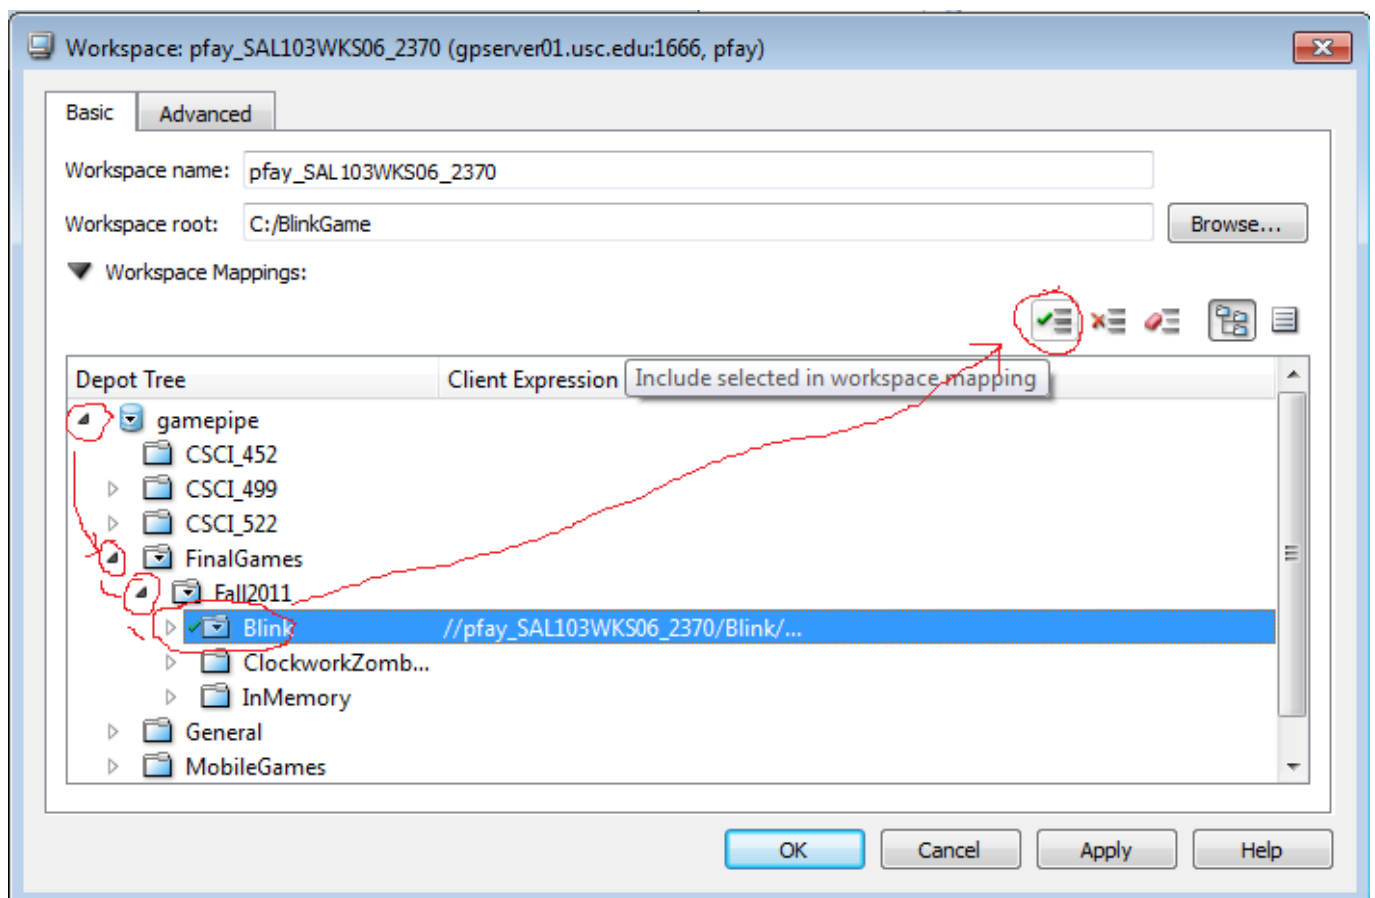 Workspace: pfay_SAL103WKS06_2370 (gpserver01.usc.edu:1666, pfay)
Basic Advanced
Workspace name: pfay_SAL103WKS06_2370
Workspace root: C:/BlinkGame Browse...
Workspace Mappings:
Depot Tree Client Expression Include selected in workspace mapping
gamepipe
CSCI_452
CSCI_499
CSCI_522
FinalGames
Fall2011
Blink //pfay_SAL103WKS06_2370/Blink/...
ClockworkZomb...
InMemory
General
MobileGames
OK Cancel Apply Help